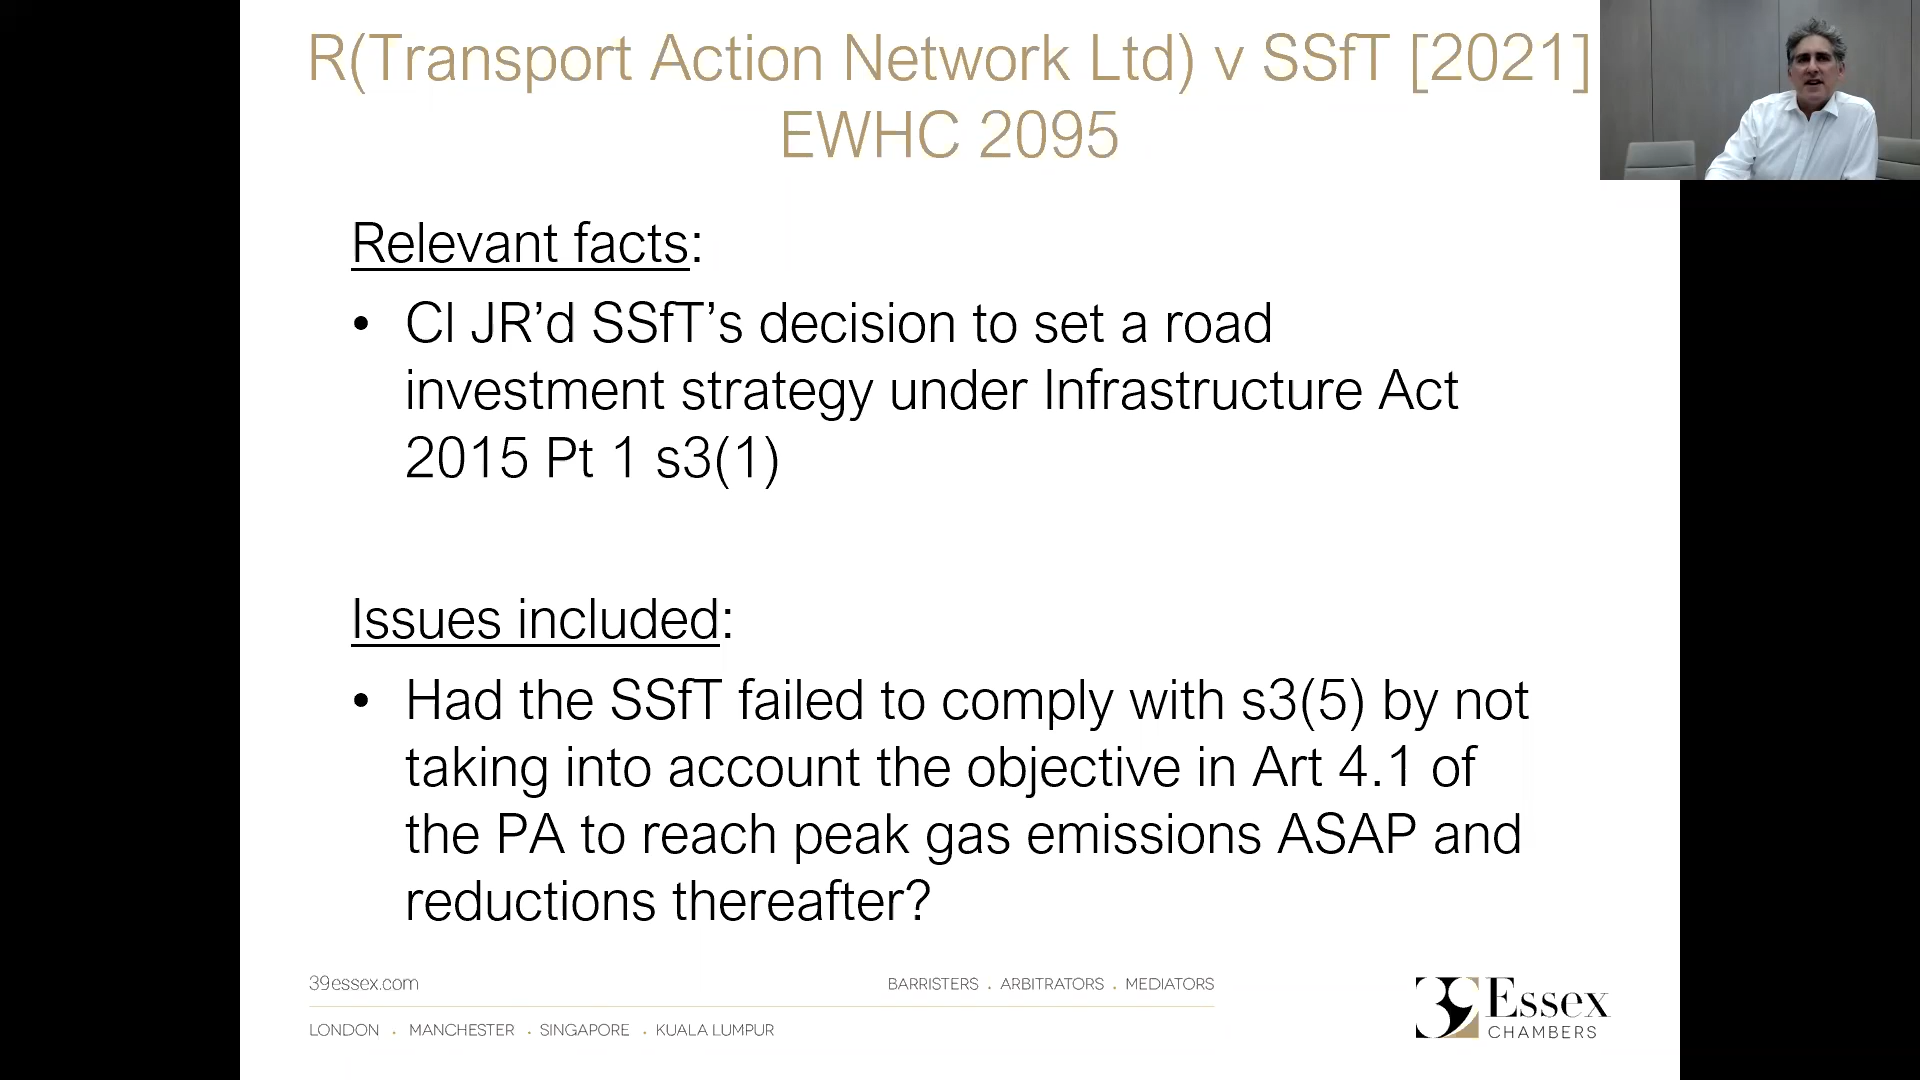 R(Transport Action Network Ltd) v SSfT [2021]
EWHC 2095
Relevant facts:
• Cl JR’d SSfT’s decision to set a road
investment strategy under Infrastructure Act
2015 Pt 1 s3(1)
Issues included:
• Had the SSfT failed to comply with s3(5) by not
taking into account the objective in Art 4.1 of
the PA to reach peak gas emissions ASAP and
reductions thereafter?
39essex.com
BARRISTERS . ARBITRATORS . MEDIATORS
LONDON . MANCHESTER . SINGAPORE . KUALA LUMPUR
39 Essex
CHAMBERS